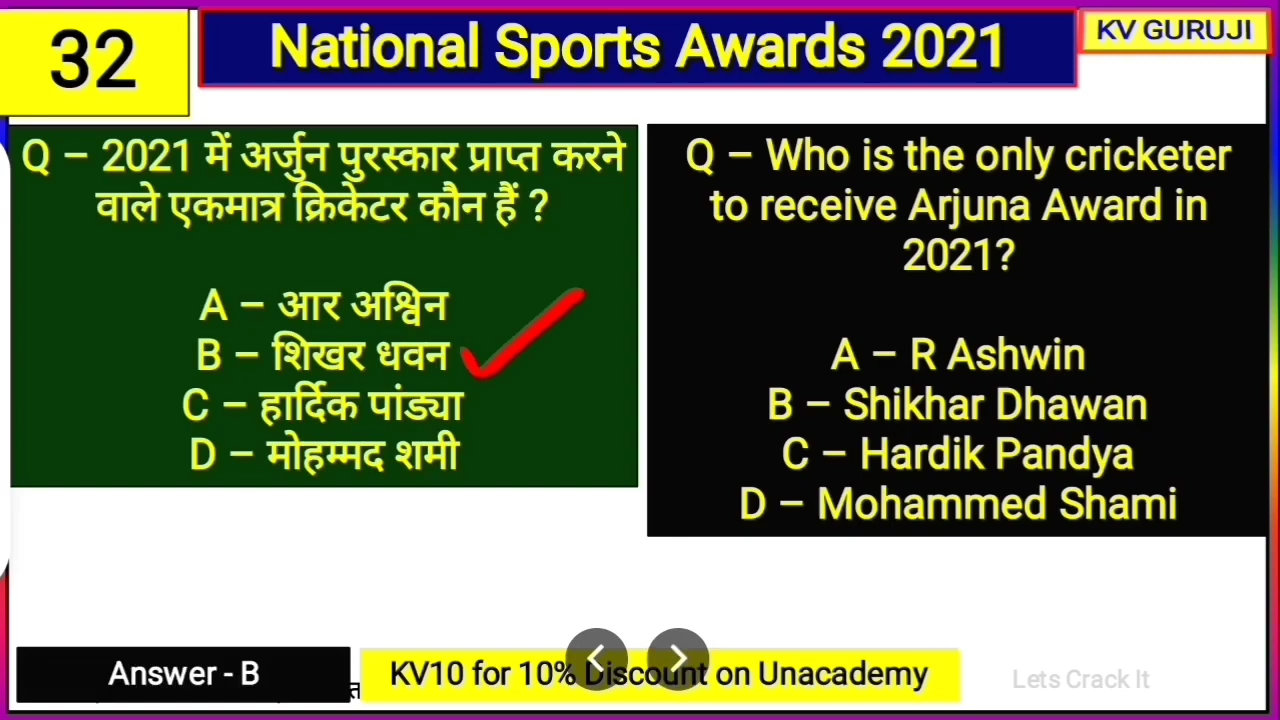 32
National Sports Awards 2021
KV GURUJI
Q – 2021 में अर्जुन पुरस्कार प्राप्त करने
वाले एकमात्र क्रिकेटर कौन हैं ?
A – आर अश्विन
B – शिखर धवन
C – हार्दिक पांड्या
D – मोहम्मद शमी
Q – Who is the only cricketer
to receive Arjuna Award in
2021?
A – R Ashwin
B – Shikhar Dhawan
C – Hardik Pandya
D – Mohammed Shami
Answer - B
KV10 for 10% Discount on Unacademy
Lets Crack It